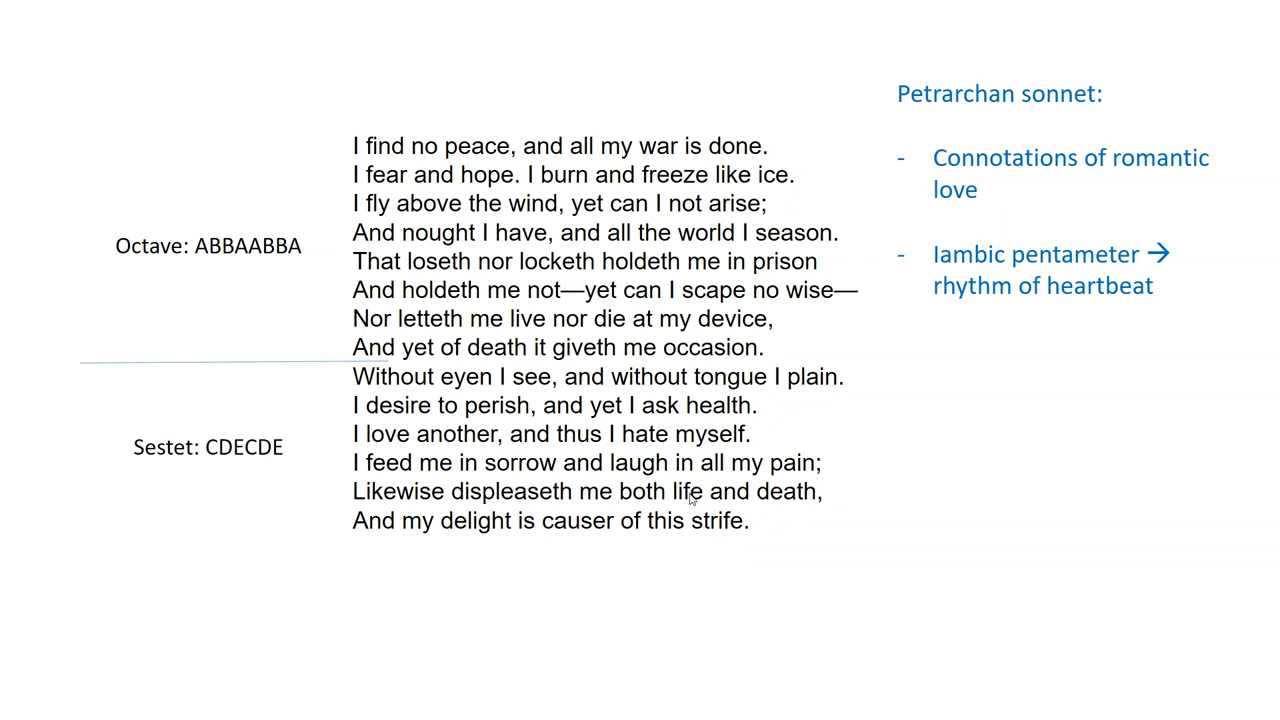 Petrarchan sonnet:
- Connotations of romantic
love
- Iambic pentameter →
rhythm of heartbeat
Octave: ABBAABBA
Sestet: CDECDE
I find no peace, and all my war is done.
I fear and hope. I burn and freeze like ice.
I fly above the wind, yet can I not arise;
And nought I have, and all the world I season.
That loseth nor locketh holdeth me in prison
And holdeth me not—yet can I scape no wise—
Nor letteth me live nor die at my device,
And yet of death it giveth me occasion.
Without eyen I see, and without tongue I plain.
I desire to perish, and yet I ask health.
I love another, and thus I hate myself.
I feed me in sorrow and laugh in all my pain;
Likewise displeaseth me both life and death,
And my delight is causer of this strife.